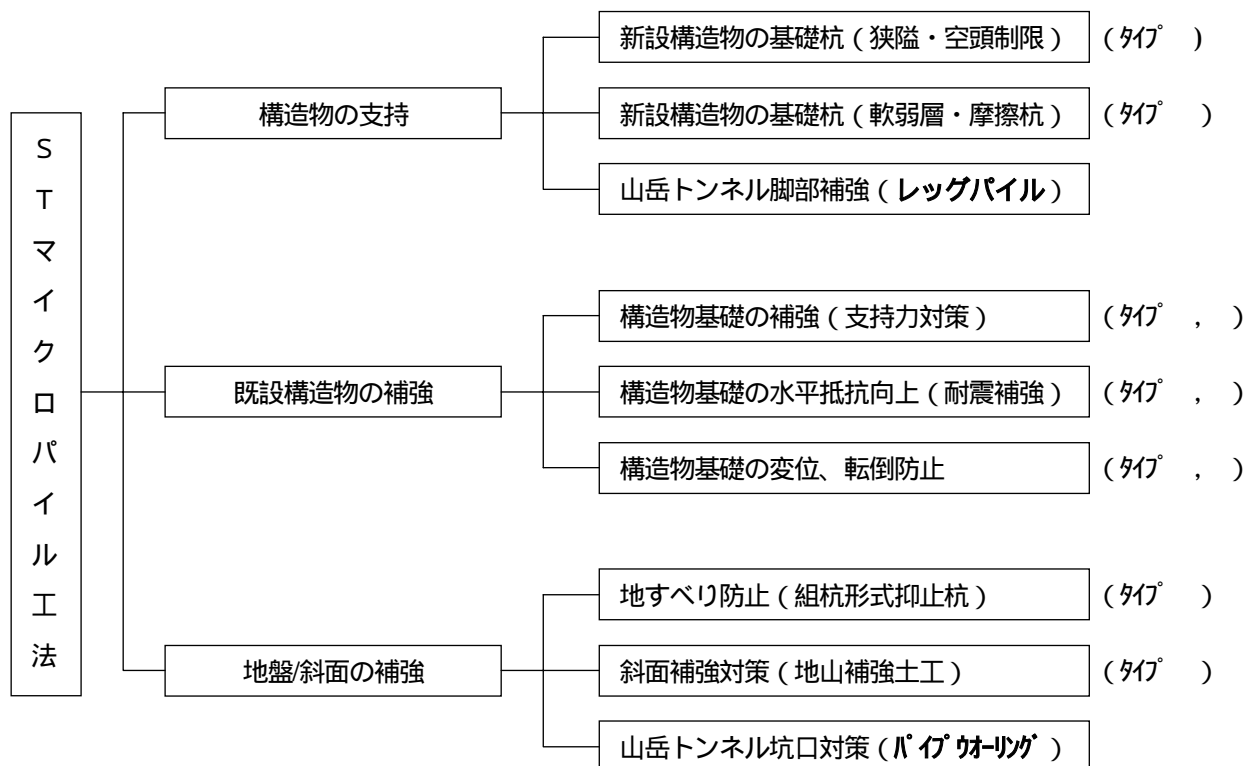 STマイクロパイル工法
構造物の支持
新設構造物の基礎杭(狭隘・空頭制限) (ﾀｲﾌﾟ )
新設構造物の基礎杭(軟弱層・摩擦杭) (ﾀｲﾌﾟ )
山岳トンネル脚部補強(レッグパイル)
既設構造物の補強
構造物基礎の補強(支持力対策) (ﾀｲﾌﾟ , )
構造物基礎の水平抵抗向上(耐震補強) (ﾀｲﾌﾟ , )
構造物基礎の変位、転倒防止 (ﾀｲﾌﾟ , )
地盤/斜面の補強
地すべり防止(組杭形式抑止杭) (ﾀｲﾌﾟ )
斜面補強対策(地山補強土工) (ﾀｲﾌﾟ )
山岳トンネル坑口対策(ﾊﾟｲﾌﾟｳｵｰﾘﾝｸﾞ)